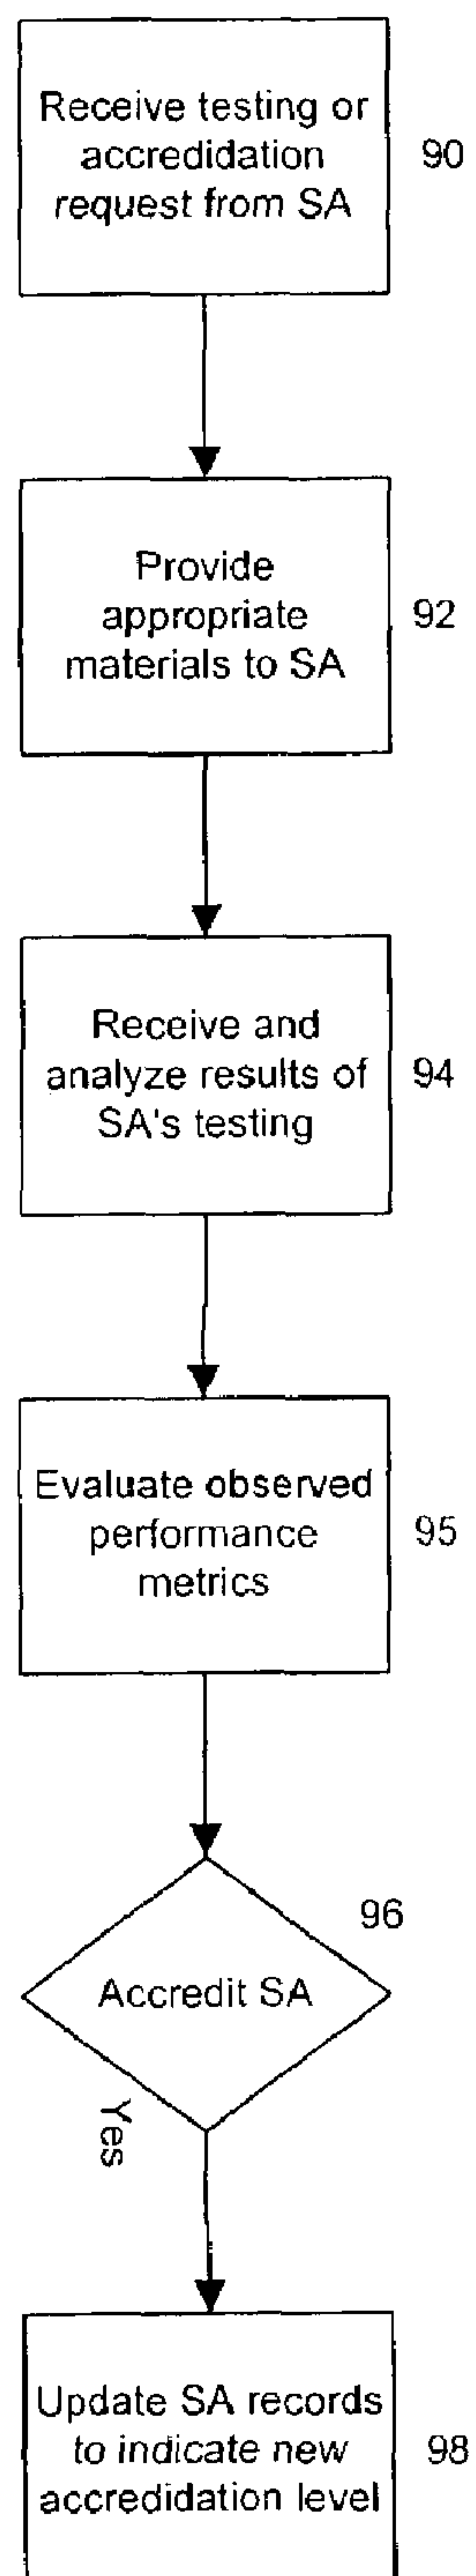 Receive testing or
accredidation
request from SA
90
Provide
appropriate
materials to SA
92
Receive and
analyze results of
SA's testing
94
Evaluate observed
performance
metrics
95
96
Accredit SA
Yes
Update SA records
to indicate new
accredidation level
98